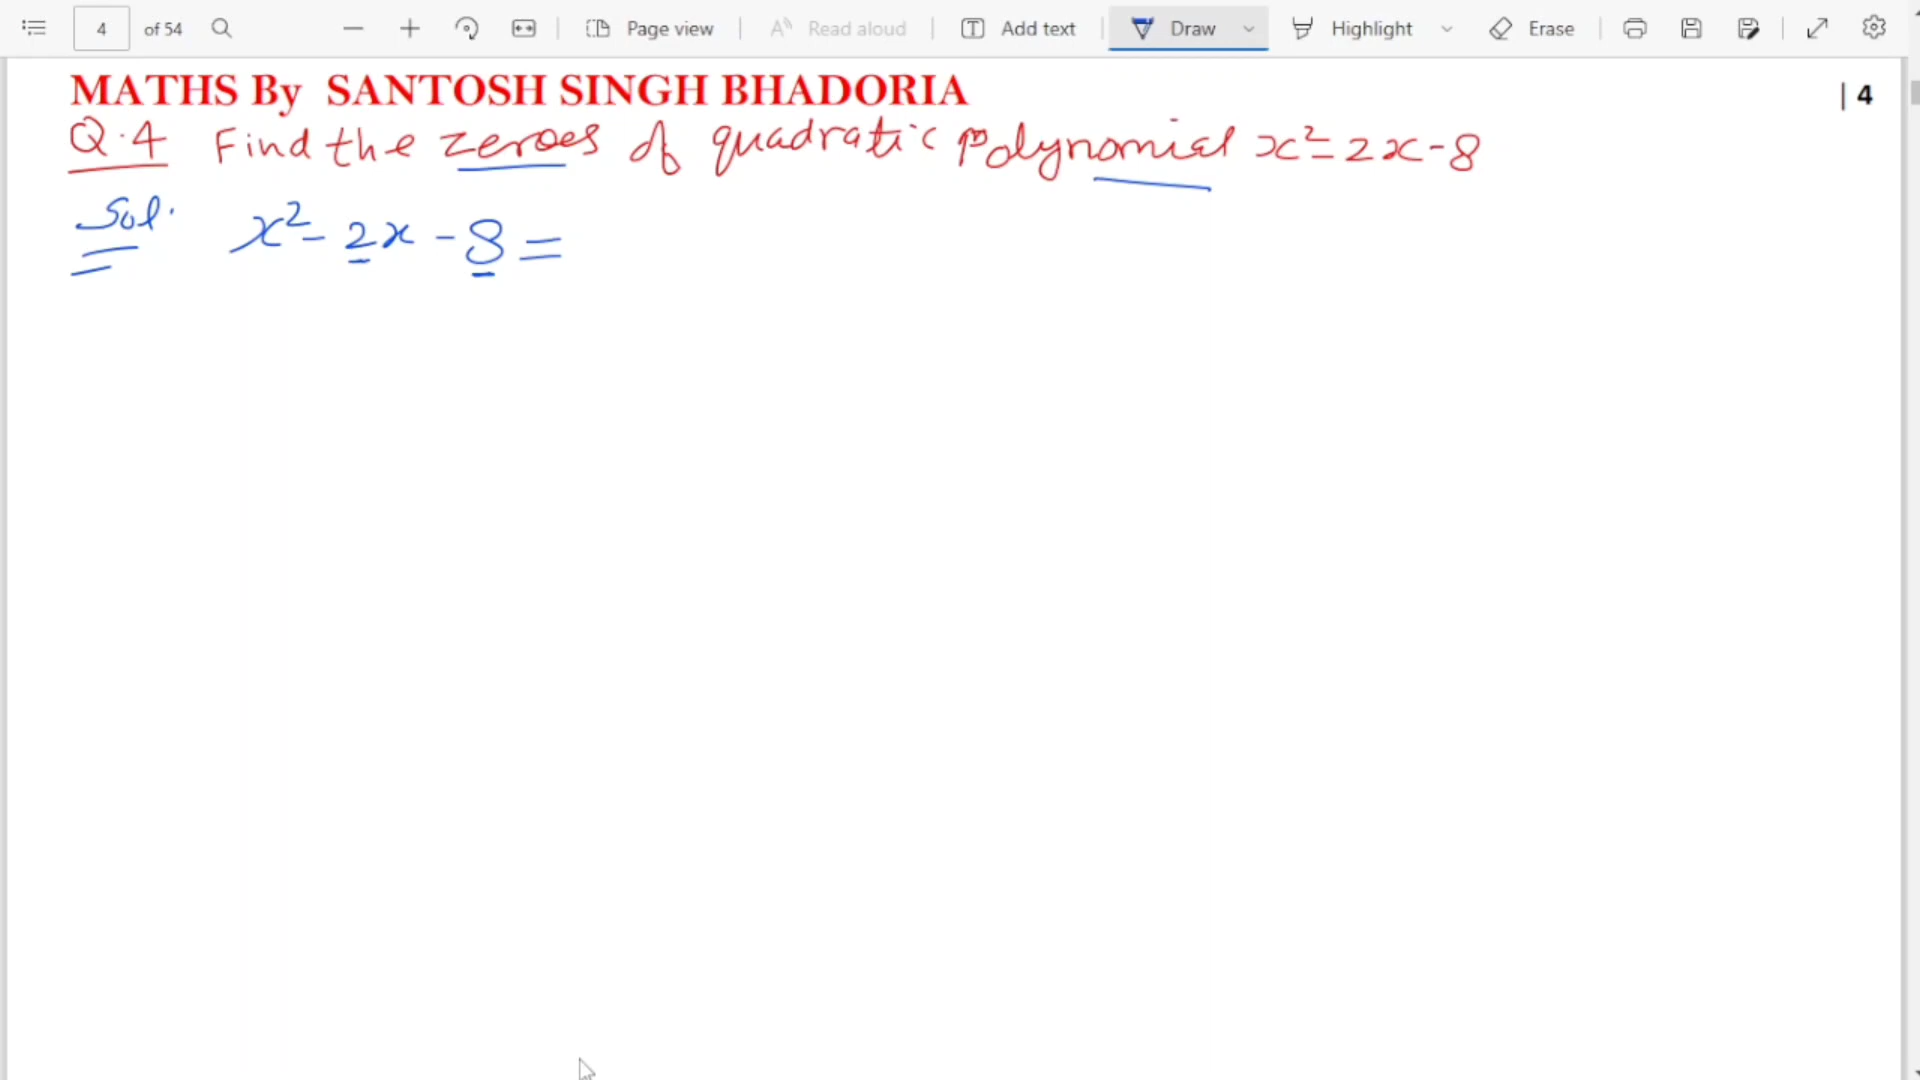 4 of 54 Page view Read aloud Add text Draw Highlight Erase
MATHS By SANTOSH SINGH BHADORIA | 4
Q.4 Find the zeroes of quadratic polynomial x²-2x-8
Sol. x²-2x-8=